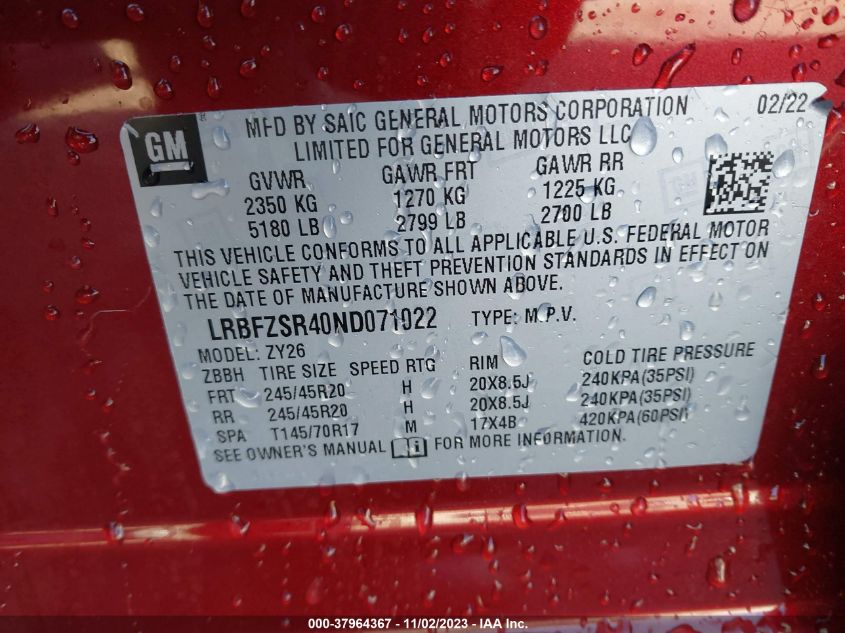 GM
MFD BY SAIC GENERAL MOTORS CORPORATION 02/22
LIMITED FOR GENERAL MOTORS LLC
GVWR GAWR FRT GAWR RR
2350 KG 1270 KG 1225 KG
5180 LB 2799 LB 2700 LB
THIS VEHICLE CONFORMS TO ALL APPLICABLE U.S. FEDERAL MOTOR
VEHICLE SAFETY AND THEFT PREVENTION STANDARDS IN EFFECT ON
THE DATE OF MANUFACTURE SHOWN ABOVE.
LRBFZSR40ND071022 TYPE: M.P.V.
MODEL: ZY26
ZBBH TIRE SIZE SPEED RTG RIM COLD TIRE PRESSURE
FRT 245/45R20 H 20X8.5J 240KPA(35PSI)
RR 245/45R20 H 20X8.5J 240KPA(35PSI)
SPA T145/70R17 M 17X4B 420KPA(60PSI)
SEE OWNER'S MANUAL i FOR MORE INFORMATION.
000-37964367 - 11/02/2023 - IAA Inc.